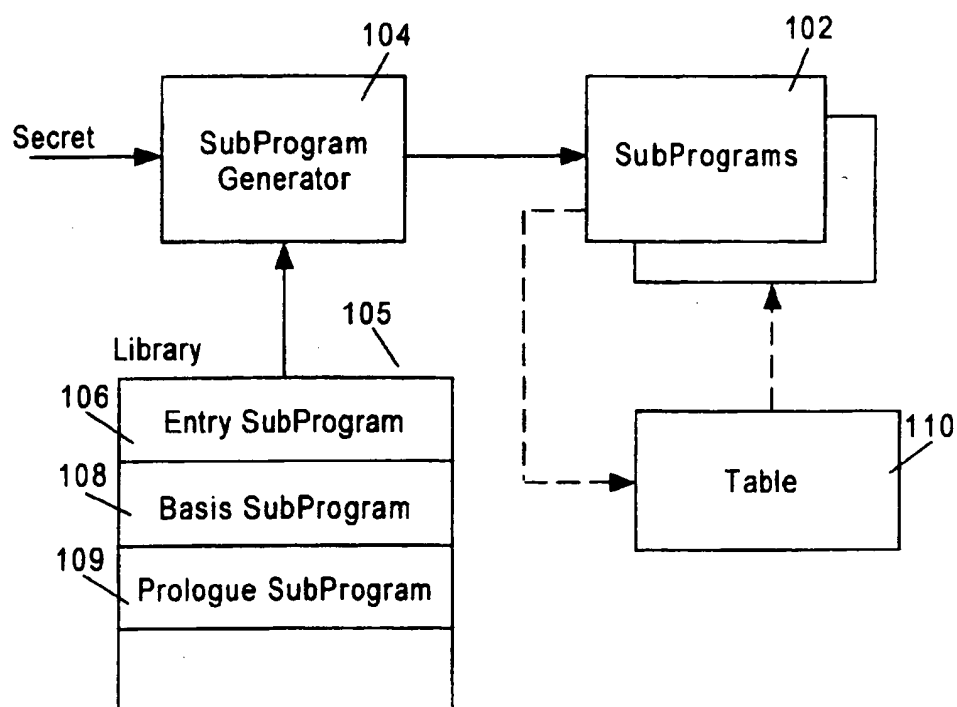 104
102
Secret
SubProgram
Generator
SubPrograms
105
Library
106
Entry SubProgram
110
108
Basis SubProgram
Table
109
Prologue SubProgram